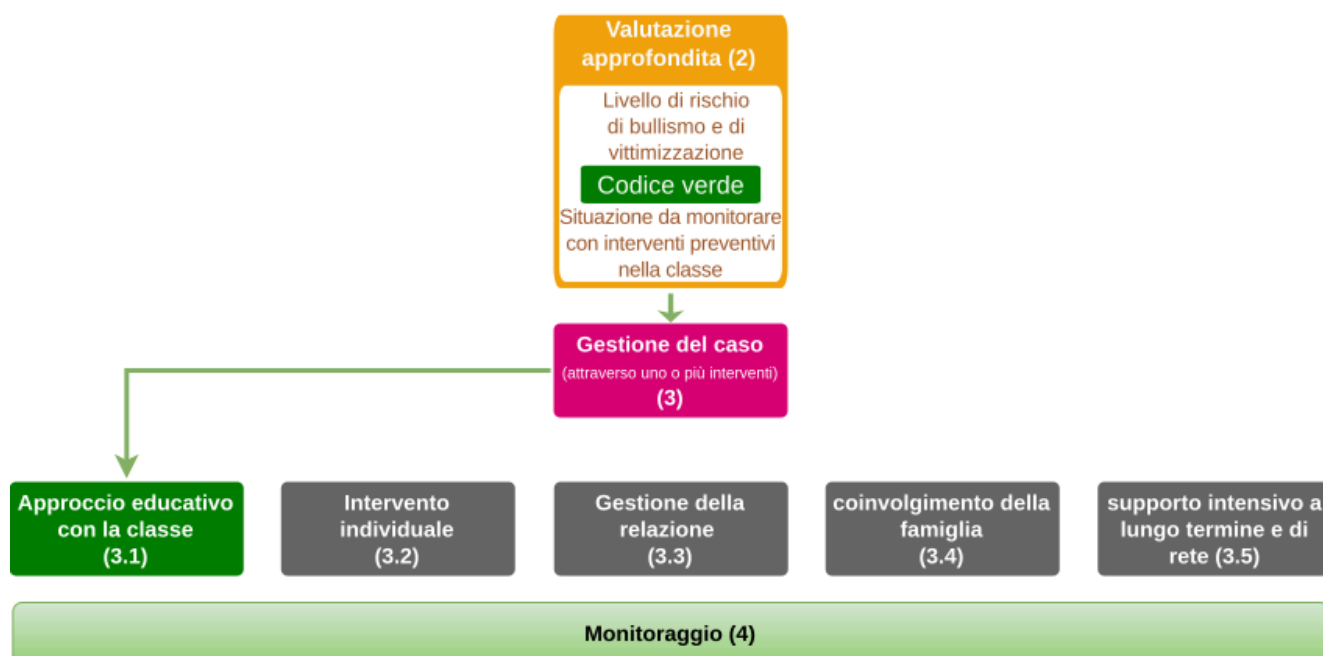 Valutazione
approfondita (2)
Livello di rischio
di bullismo e di
vittimizzazione
Codice verde
Situazione da monitorare
con interventi preventivi
nella classe
Gestione del caso
(attraverso uno o più interventi)
(3)
Approccio educativo
con la classe
(3.1)
Intervento
individuale
(3.2)
Gestione della
relazione
(3.3)
coinvolgimento della
famiglia
(3.4)
supporto intensivo a
lungo termine e di
rete (3.5)
Monitoraggio (4)